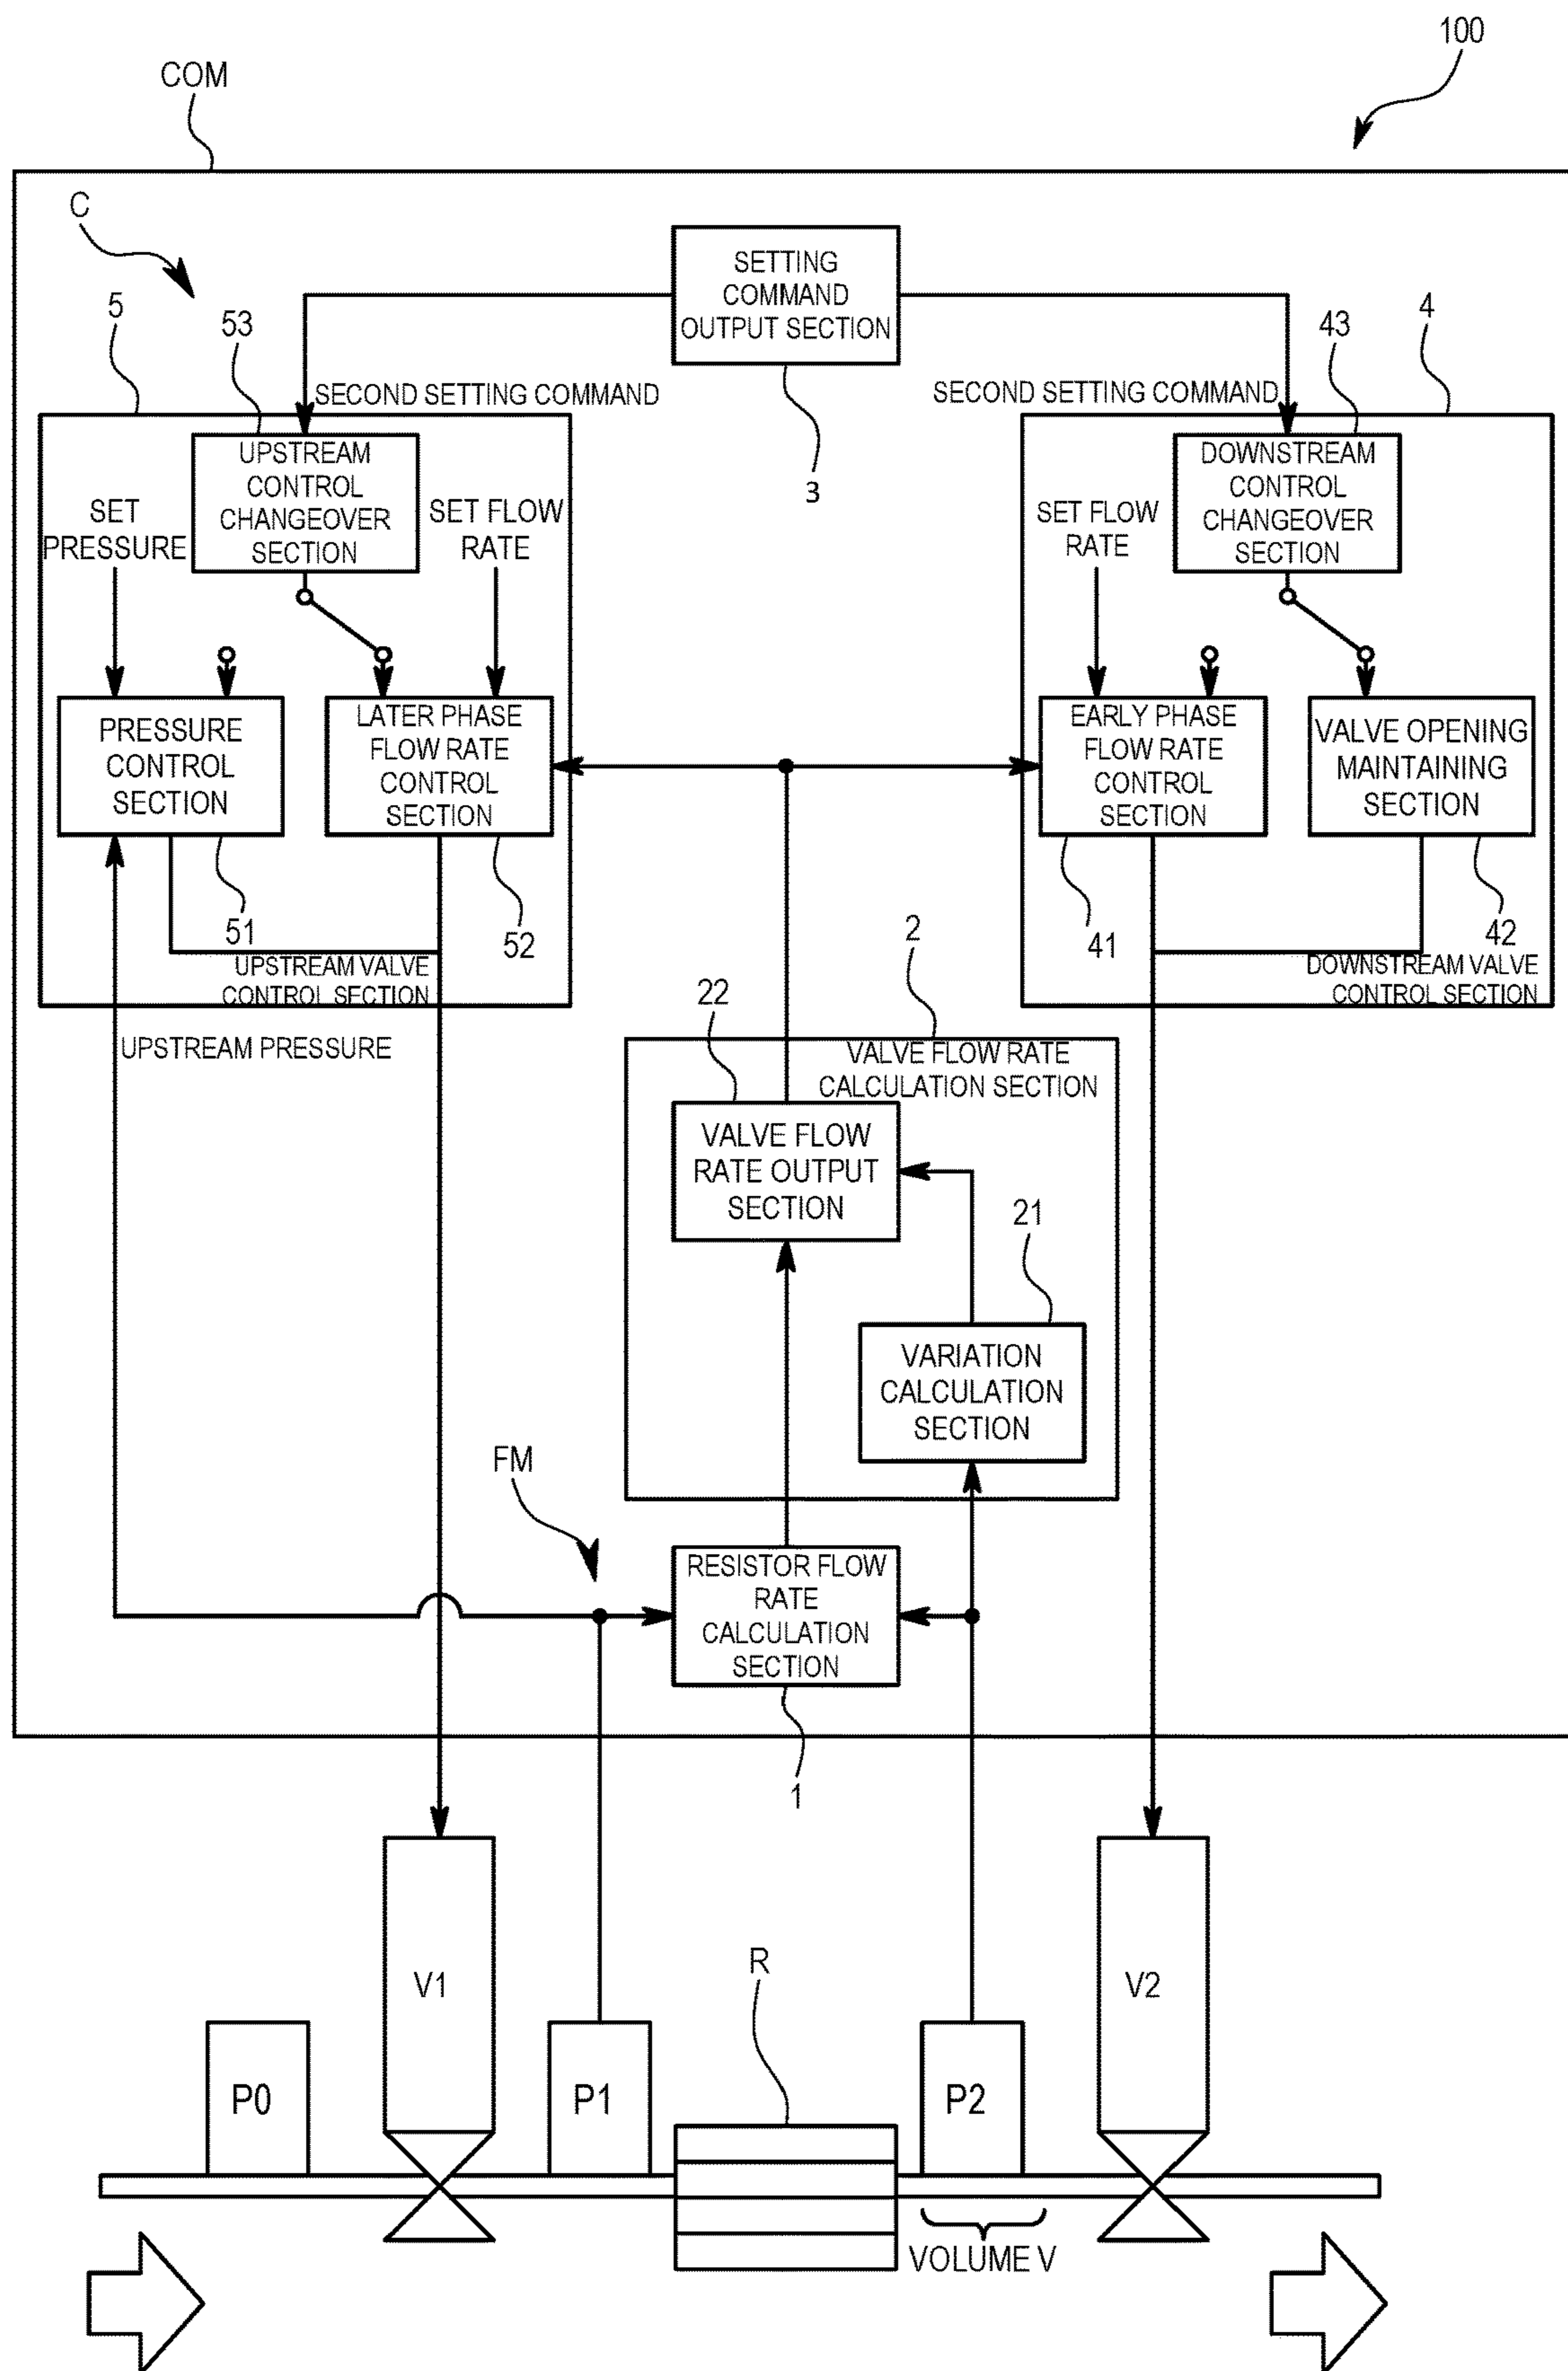 100
COM
C
SETTING
COMMAND
OUTPUT SECTION
3
5
53
SECOND SETTING COMMAND
UPSTREAM
CONTROL
CHANGEOVER
SECTION
SET
PRESSURE
SET FLOW
RATE
PRESSURE
CONTROL
SECTION
LATER PHASE
FLOW RATE
CONTROL
SECTION
51
52
UPSTREAM VALVE
CONTROL SECTION
UPSTREAM PRESSURE
SECOND SETTING COMMAND
43
4
DOWNSTREAM
CONTROL
CHANGEOVER
SECTION
SET FLOW
RATE
EARLY PHASE
FLOW RATE
CONTROL
SECTION
VALVE OPENING
MAINTAINING
SECTION
41
42
DOWNSTREAM VALVE
CONTROL SECTION
2
22
VALVE FLOW RATE
CALCULATION SECTION
VALVE FLOW
RATE OUTPUT
SECTION
21
VARIATION
CALCULATION
SECTION
FM
RESISTOR FLOW
RATE
CALCULATION
SECTION
1
V1
R
V2
P0
P1
P2
VOLUME V